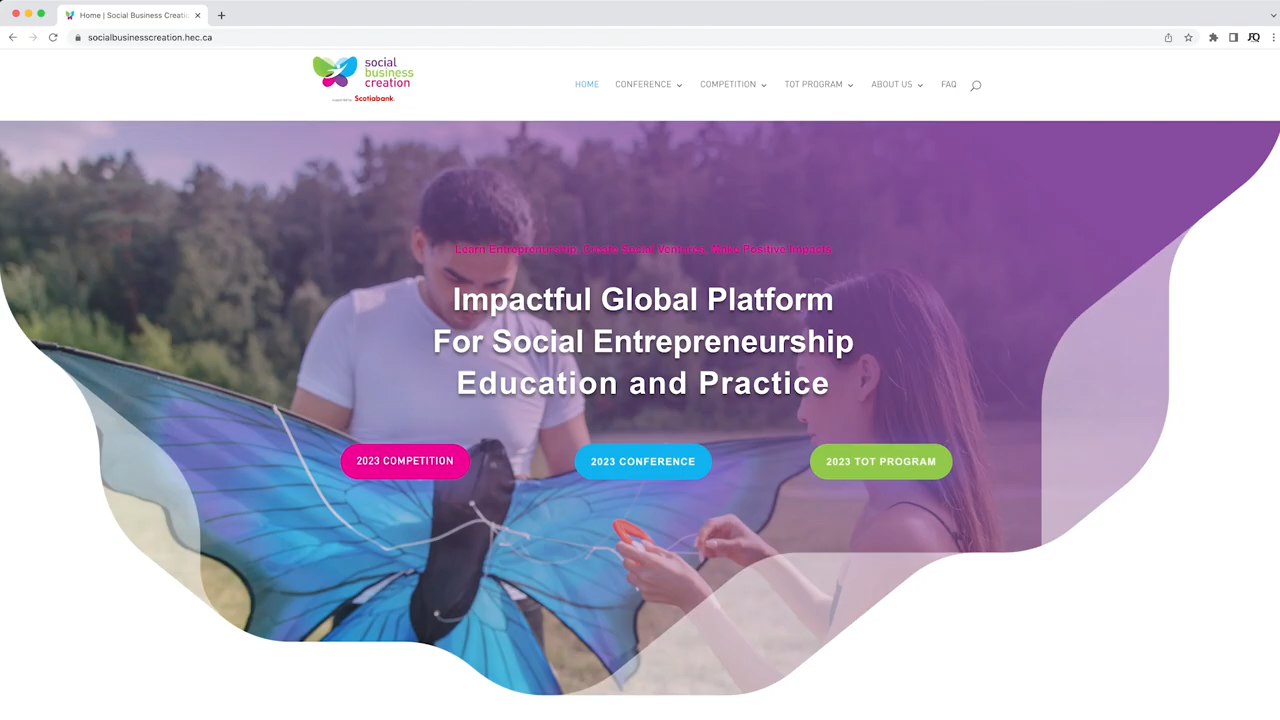 Home | Social Business Creatio
socialbusinesscreation.hec.ca
social
business
creation
Scotiabank
HOME
CONFERENCE
COMPETITION
TOT PROGRAM
ABOUT US
FAQ
Learn Entrepreneurship, Create Social Ventures, Make Positive Impacts
Impactful Global Platform
For Social Entrepreneurship
Education and Practice
2023 COMPETITION
2023 CONFERENCE
2023 TOT PROGRAM